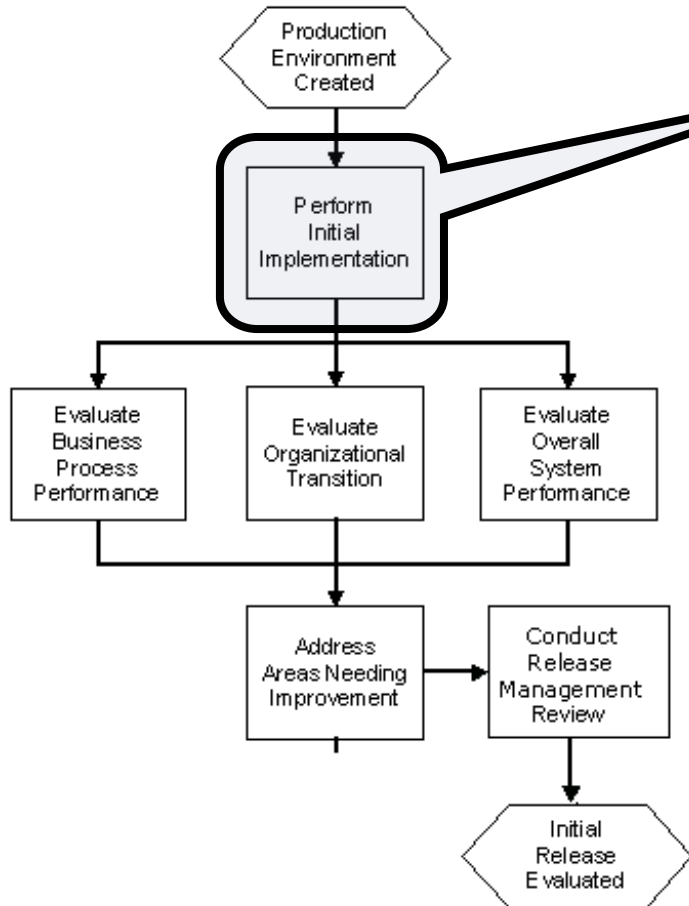 Production
Environment
Created
Perform
Initial
Implementation
Evaluate
Business
Process
Performance
Evaluate
Organizational
Transition
Evaluate
Overall
System
Performance
Address
Areas Needing
Improvement
Conduct
Release
Management
Review
Initial
Release
Evaluated